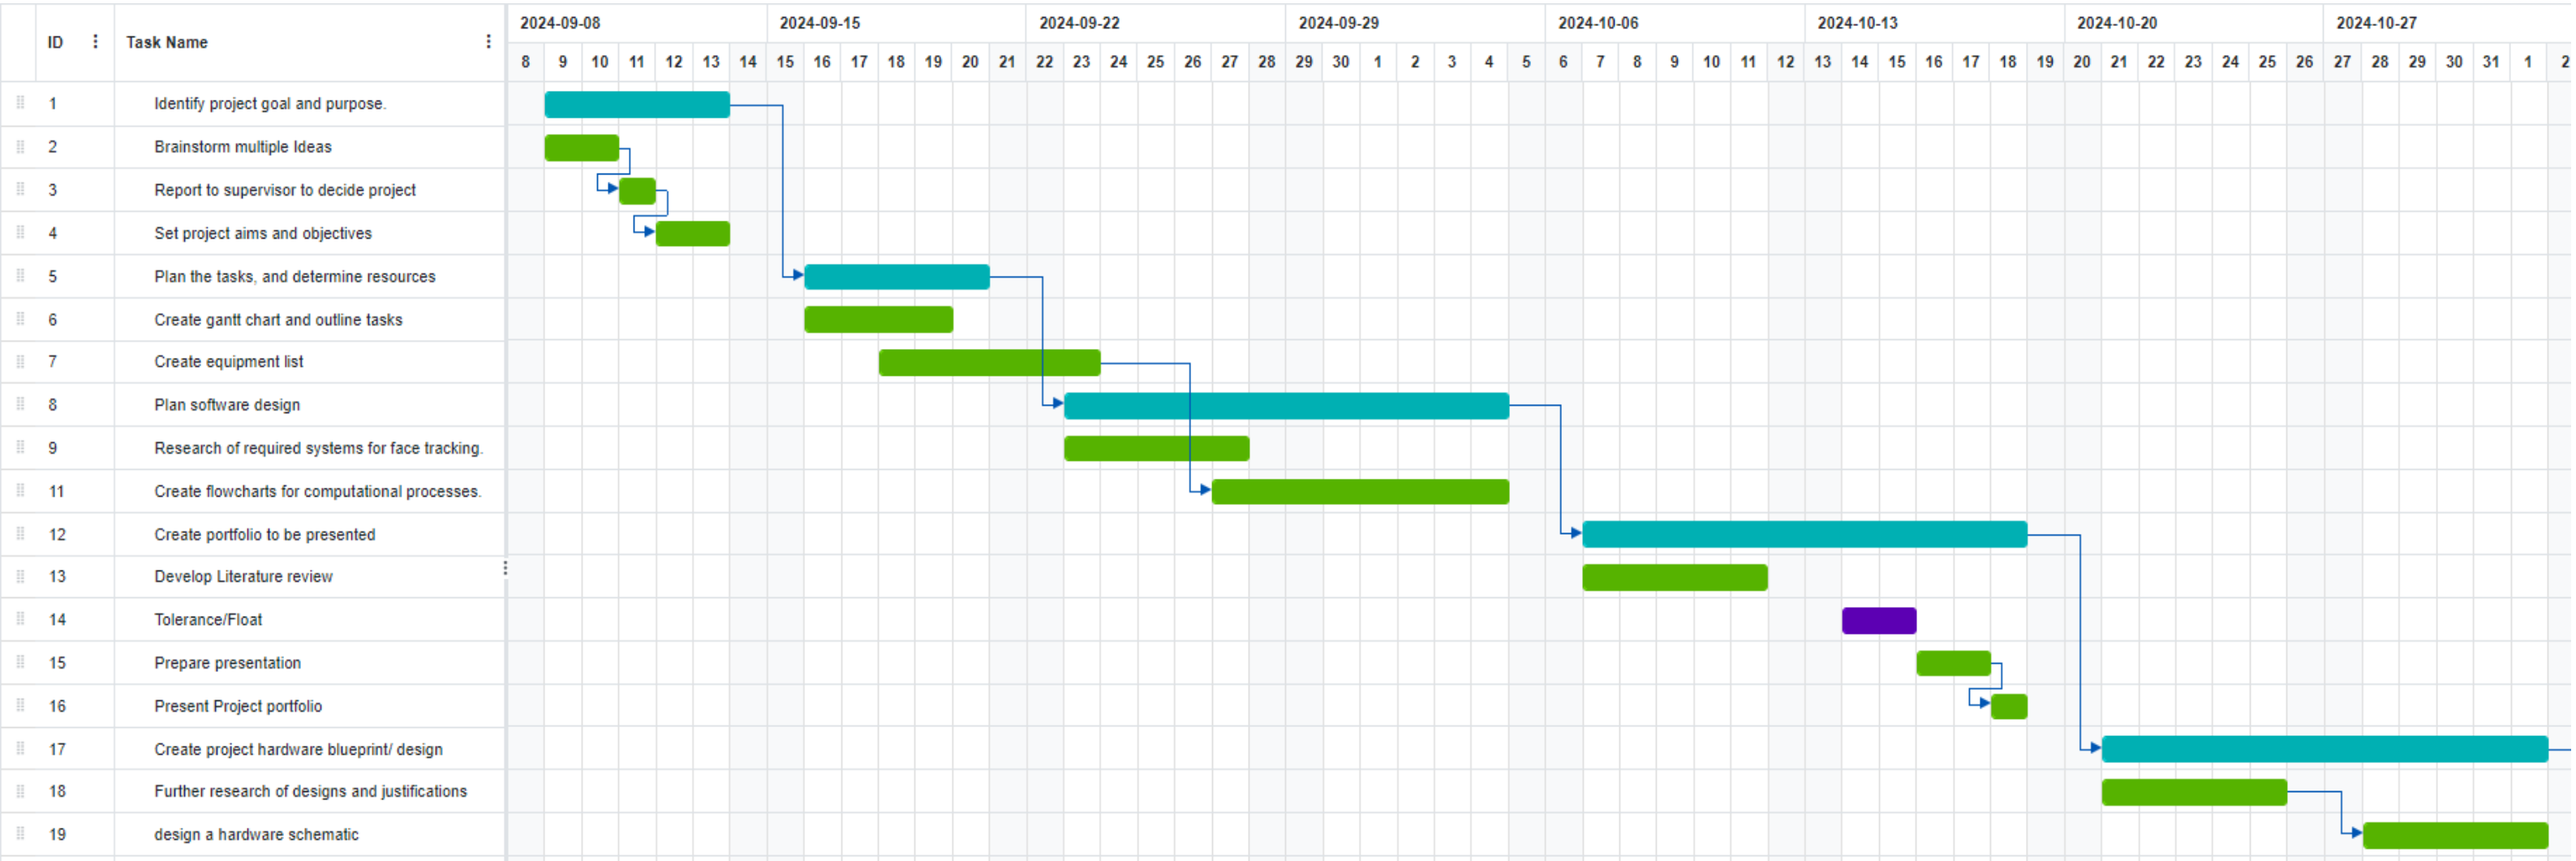 2024-09-08 2024-09-15 2024-09-22 2024-09-29 2024-10-06 2024-10-13 2024-10-20 2024-10-27
ID Task Name
8 9 10 11 12 13 14 15 16 17 18 19 20 21 22 23 24 25 26 27 28 29 30 1 2 3 4 5 6 7 8 9 10 11 12 13 14 15 16 17 18 19 20 21 22 23 24 25 26 27 28 29 30 31 1 2
1 Identify project goal and purpose.
2 Brainstorm multiple Ideas
3 Report to supervisor to decide project
4 Set project aims and objectives
5 Plan the tasks, and determine resources
6 Create gantt chart and outline tasks
7 Create equipment list
8 Plan software design
9 Research of required systems for face tracking.
11 Create flowcharts for computational processes.
12 Create portfolio to be presented
13 Develop Literature review
14 Tolerance/Float
15 Prepare presentation
16 Present Project portfolio
17 Create project hardware blueprint/ design
18 Further research of designs and justifications
19 design a hardware schematic